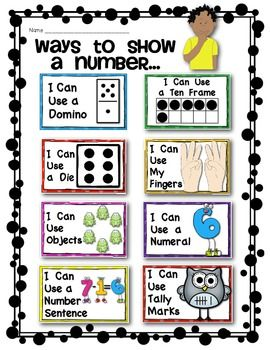 Name
Ways to Show
a Number...
I Can
Use a
Domino
I Can Use
a Ten Frame
I Can
Use
a Die
I Can
Use
My
Fingers
I Can
Use
Objects
I Can
Use a
Numeral
6
I Can
Use a
Number
Sentence
7-1=6
I Can
Use
Tally
Marks